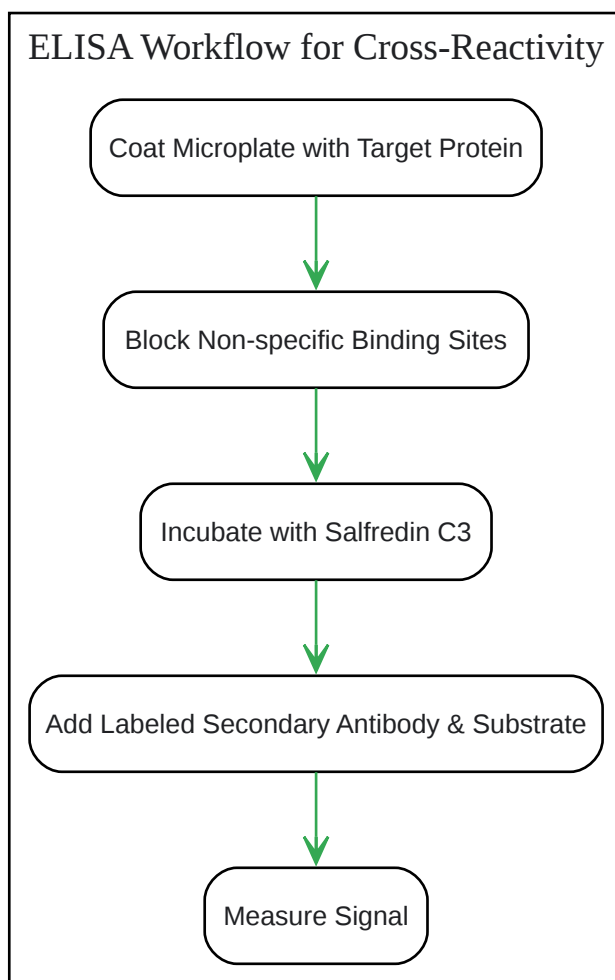 ELISA Workflow for Cross-Reactivity
Coat Microplate with Target Protein
Block Non-specific Binding Sites
Incubate with Salfredin C3
Add Labeled Secondary Antibody & Substrate
Measure Signal